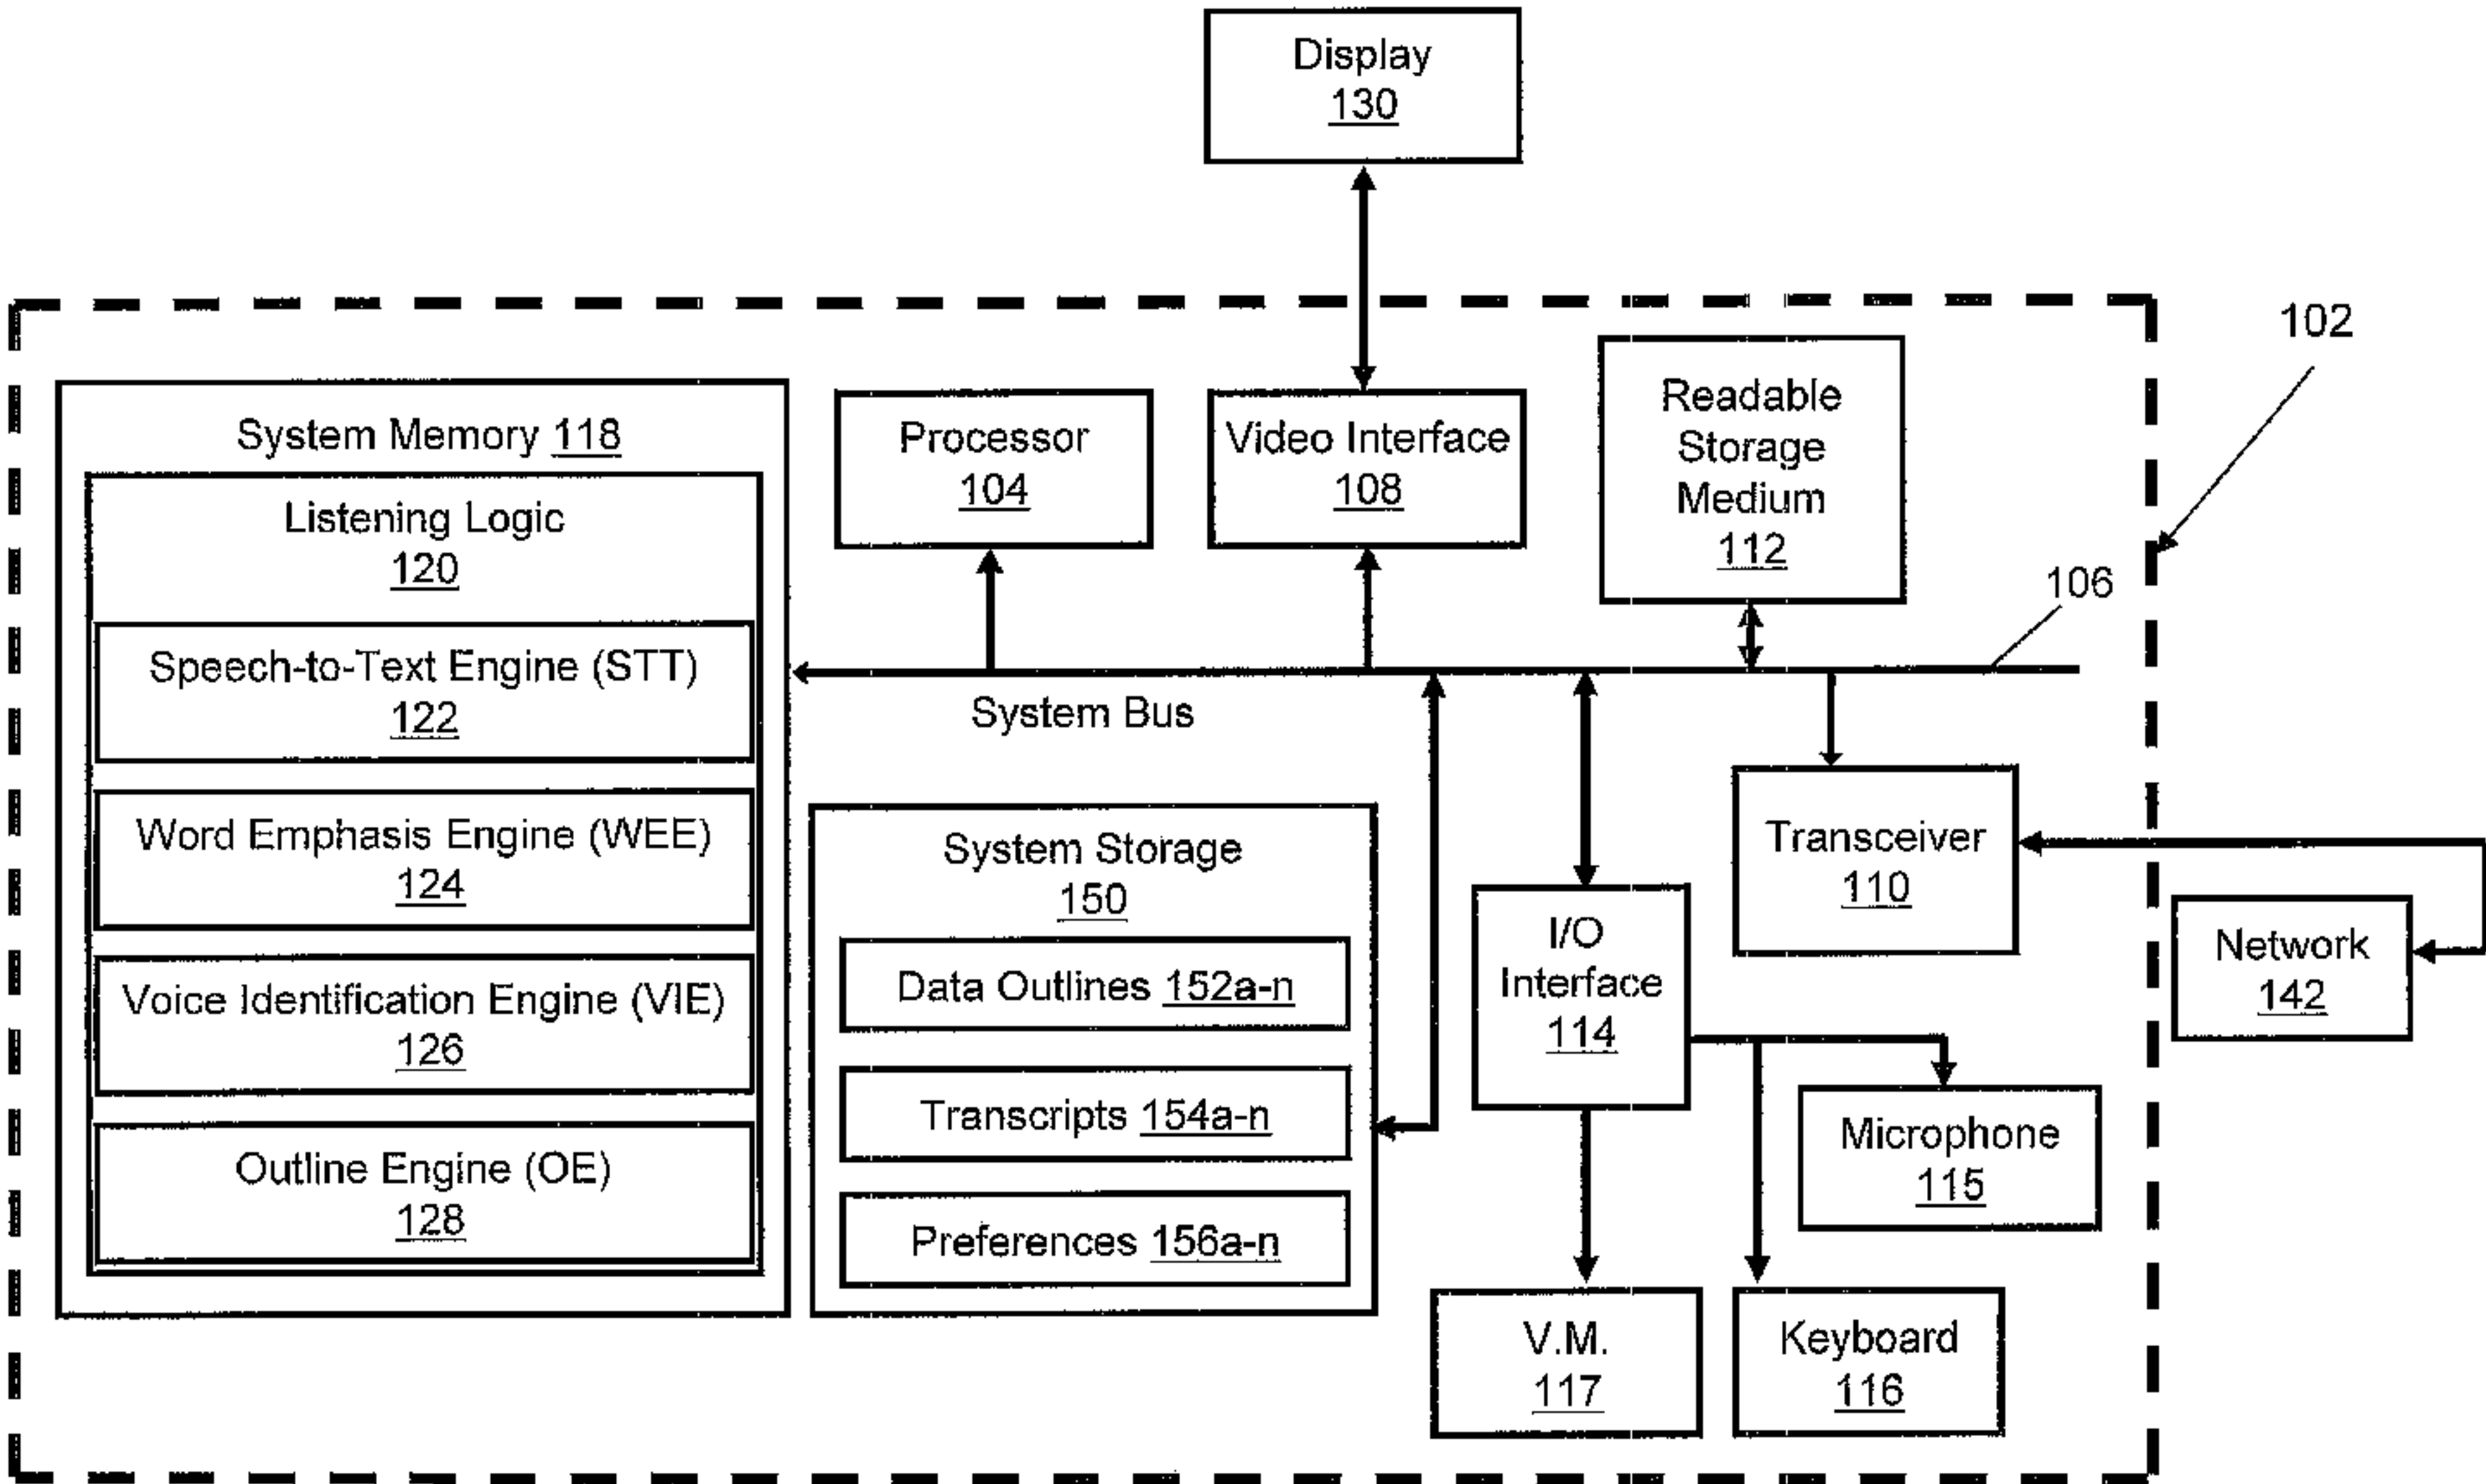 Display
130
102
System Memory 118
Listening Logic
120
Speech-to-Text Engine (STT)
122
Word Emphasis Engine (WEE)
124
Voice Identification Engine (VIE)
126
Outline Engine (OE)
128
Processor
104
Video Interface
108
Readable
Storage
Medium
112
106
System Bus
System Storage
150
Data Outlines 152a-n
Transcripts 154a-n
Preferences 156a-n
I/O
Interface
114
Transceiver
110
Network
142
Microphone
115
V.M.
117
Keyboard
116